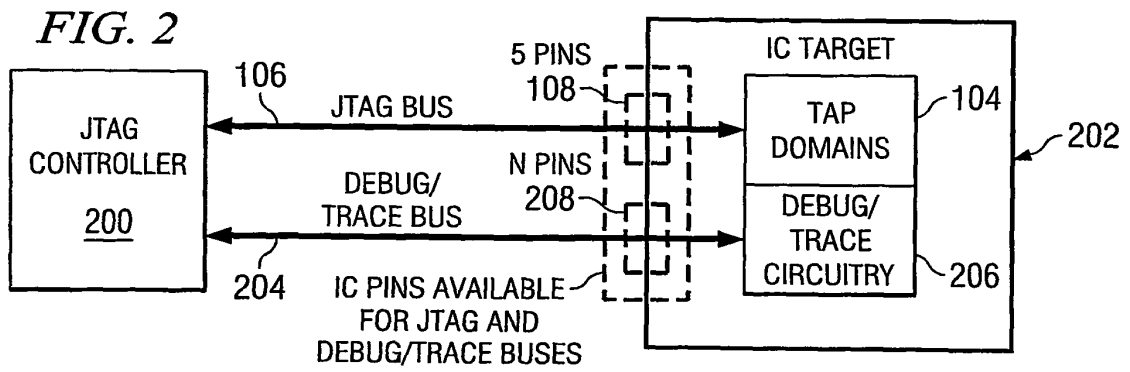 FIG. 2
JTAG
CONTROLLER
200
106
JTAG BUS
DEBUG/
TRACE BUS
204
5 PINS
108
N PINS
208
IC PINS AVAILABLE
FOR JTAG AND
DEBUG/TRACE BUSES
IC TARGET
TAP
DOMAINS
104
DEBUG/
TRACE
CIRCUITRY
206
202